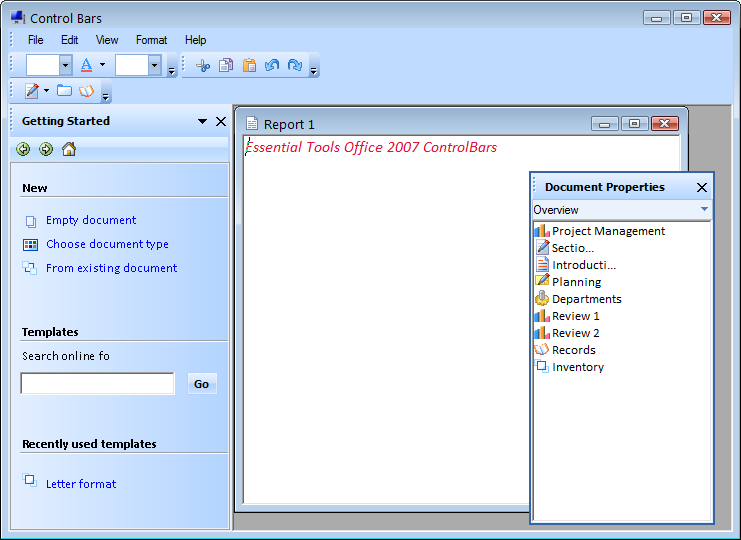 Control Bars
File Edit View Format Help
A
Getting Started
New
Empty document
Choose document type
From existing document
Templates
Search online fo
Go
Recently used templates
Letter format
Report 1
Essential Tools Office 2007 ControlBars
Document Properties
Overview
Project Management
Sectio...
Introducti...
Planning
Departments
Review 1
Review 2
Records
Inventory